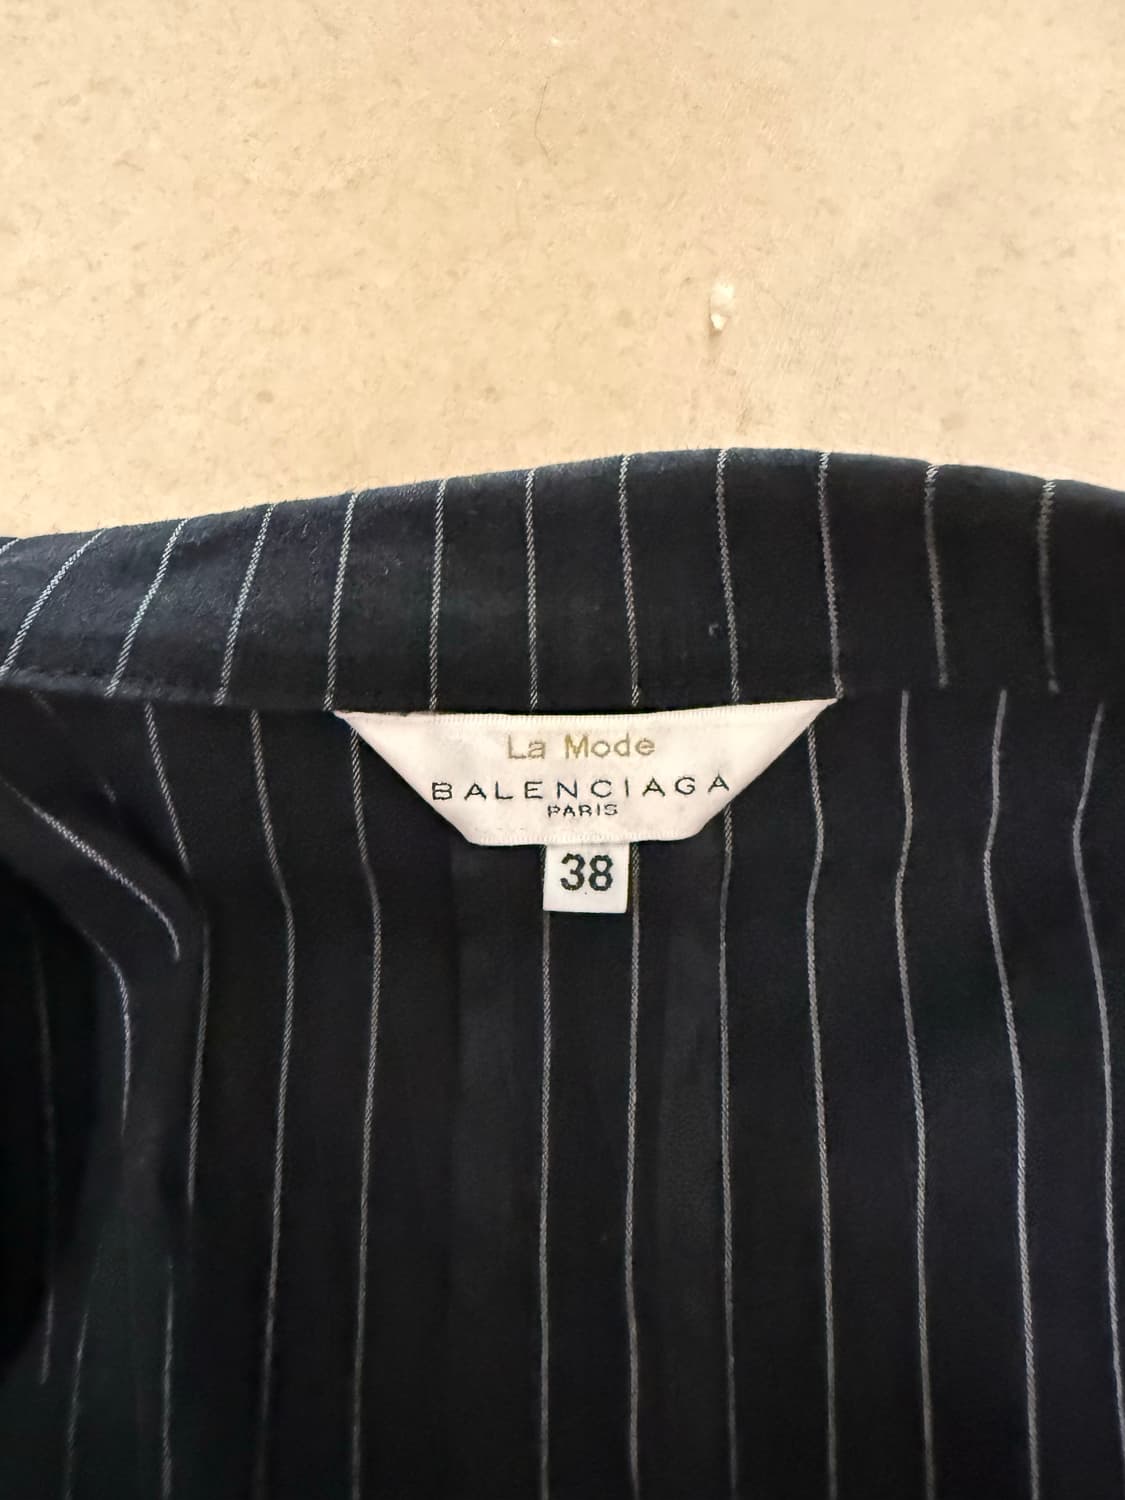 La Mode
BALENCIAGA
PARIS
38